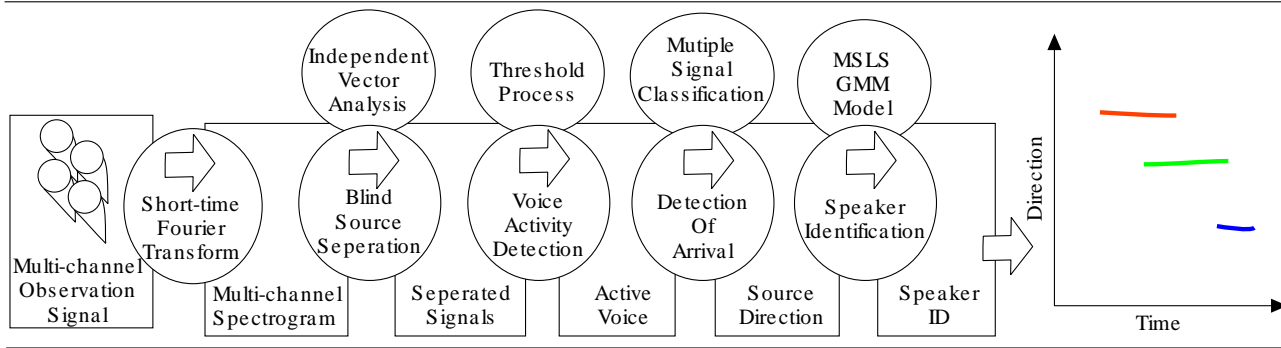 Multi-channel
Observation
Signal
Short-time
Fourier
Transform
Multi-channel
Spectrogram
Independent
Vector
Analysis
Blind
Source
Seperation
Seperated
Signals
Threshold
Process
Voice
Activity
Detection
Active
Voice
Mutiple
Signal
Classification
Detection
Of
Arrival
Source
Direction
MSLS
GMM
Model
Speaker
Identification
Speaker
ID
Direction
Time